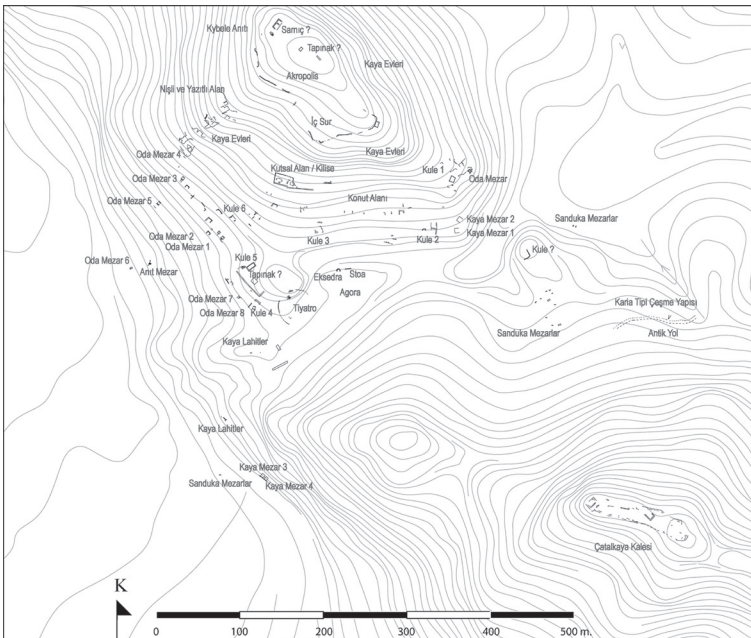 Kybele Anıtı
Sarnıç ?
Tapınak ?
Akropolis
Kaya Evleri
Nişli ve Yazıtlı Alan
İç Sur
Kaya Evleri
Oda Mezar 4
Kaya Evleri
Kutsal Alan / Kilise
Kule 1
Oda Mezar
Oda Mezar 3
Konut Alanı
Oda Mezar 5
Kule 6
Kaya Mezar 2
Sanduka Mezarlar
Oda Mezar 2
Kule 3
Kule 2
Kaya Mezar 1
Oda Mezar 1
Kule ?
Oda Mezar 6
Anıt Mezar
Kule 5
Tapınak ?
Eksedra
Stoa
Agora
Oda Mezar 7
Tiyatro
Oda Mezar 8
Kule 4
Karia Tipi Çeşme Yapısı
Sanduka Mezarlar
Antik Yol
Kaya Lahitler
Kaya Lahitler
Kaya Mezar 3
Sanduka Mezarlar
Kaya Mezar 4
Çatalkaya Kalesi
K
0 100 200 300 400 500 m.